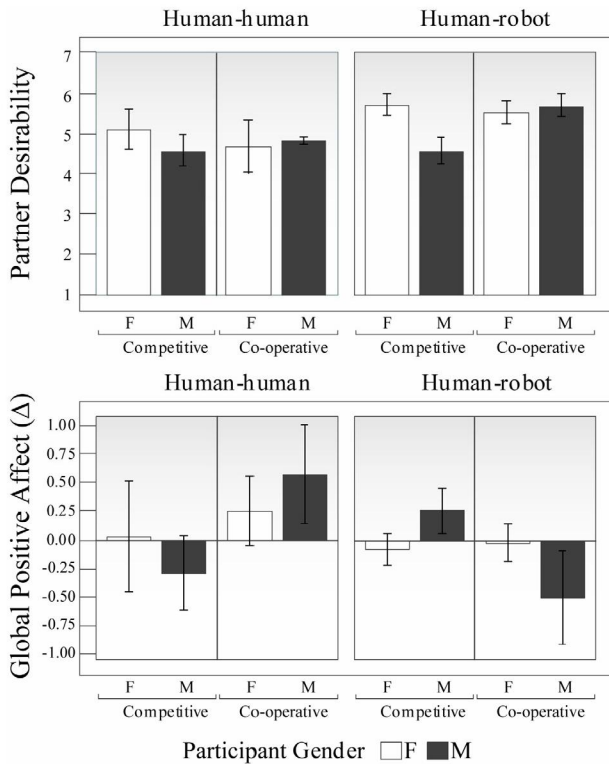 Human-human Human-robot
Partner Desirability
7
6
5
4
3
2
1
F M F M F M F M
Competitive Co-operative Competitive Co-operative
Human-human Human-robot
Global Positive Affect (Δ)
1.00
0.75
0.50
0.25
0.00
-0.25
-0.50
-0.75
-1.00
F M F M F M F M
Competitive Co-operative Competitive Co-operative
Participant Gender F M